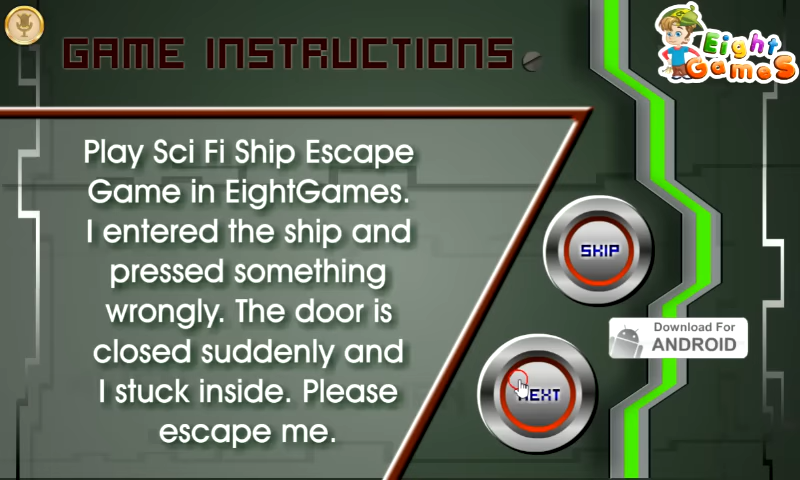 GAME INSTRUCTIONS
Eight
GameS
Play Sci Fi Ship Escape
Game in EightGames.
I entered the ship and
pressed something
wrongly. The door is
closed suddenly and
I stuck inside. Please
escape me.
SKIP
Download For
ANDROID
NEXT